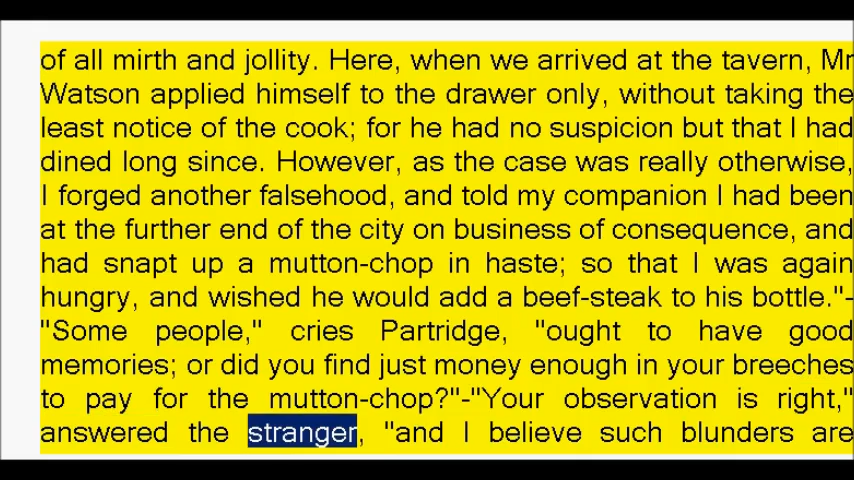 of all mirth and jollity. Here, when we arrived at the tavern, Mr
Watson applied himself to the drawer only, without taking the
least notice of the cook; for he had no suspicion but that I had
dined long since. However, as the case was really otherwise,
I forged another falsehood, and told my companion I had been
at the further end of the city on business of consequence, and
had snapt up a mutton-chop in haste; so that I was again
hungry, and wished he would add a beef-steak to his bottle."-
"Some people," cries Partridge, "ought to have good
memories; or did you find just money enough in your breeches
to pay for the mutton-chop?"-"Your observation is right,"
answered the stranger, "and I believe such blunders are